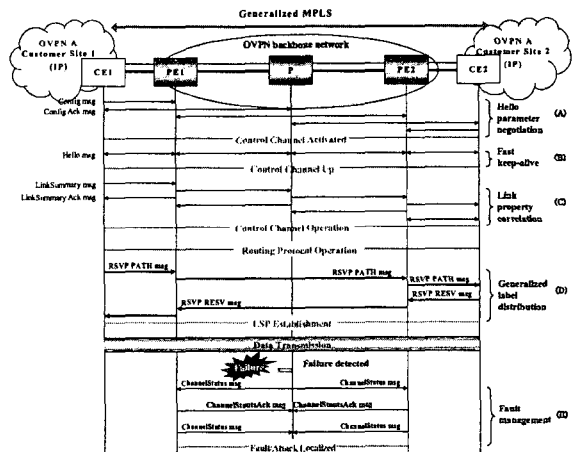 Generalized MPLS
OVPN A
Customer Site 1
(IP)
OVPN backbone network
OVPN A
Customer Site 2
(IP)
CE1
PE1
P
PE2
CE2
Config msg
ConfigAck msg
Hello
parameter
negotiation
(A)
Control Channel Activated
Hello msg
Fast
keep-alive
(B)
Control Channel Up
LinkSummary msg
LinkSummary Ack msg
Link
property
correlation
(C)
Control Channel Operation
Routing Protocol Operation
RSVP PATH msg
RSVP PATH msg
RSVP PATH msg
RSVP RESV msg
RSVP RESV msg
Generalized
label
distribution
(D)
LSP Establishment
Data Transmission
Failure
Failure detected
ChannelStatus msg
ChannelStatus msg
ChannelStautsAck msg
ChannelStautsAck msg
ChannelStatus msg
ChannelStatus msg
Fault
management
(E)
Fault/Attack Localized